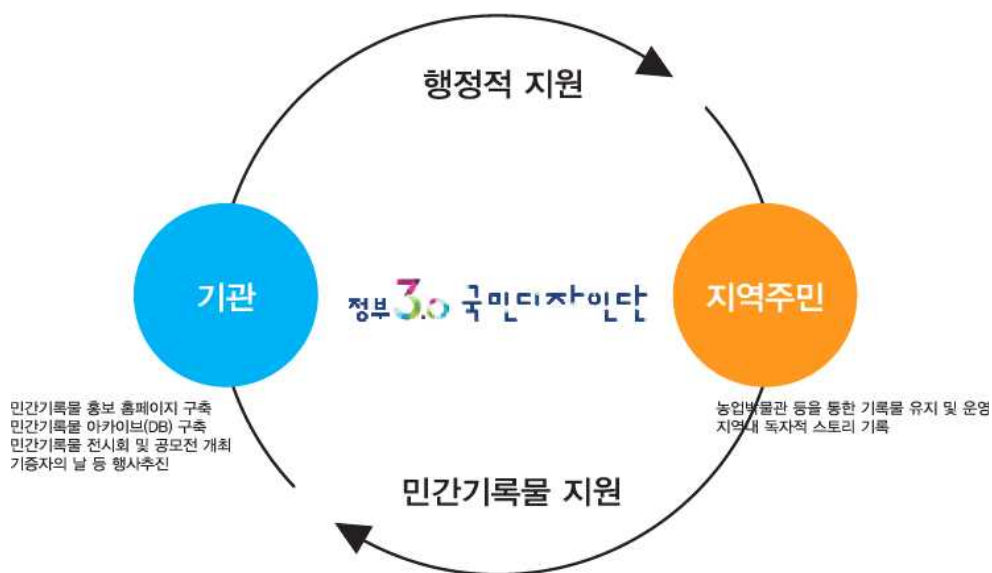 행정적 지원
기관
정부3.0 국민디자인단
지역주민
민간기록물 홍보 홈페이지 구축
민간기록물 아카이브(DB) 구축
민간기록물 전시회 및 공모전 개최
기증자의 날 등 행사추진
농업박물관 등을 통한 기록물 유지 및 운영
지역내 독자적 스토리 기록
민간기록물 지원